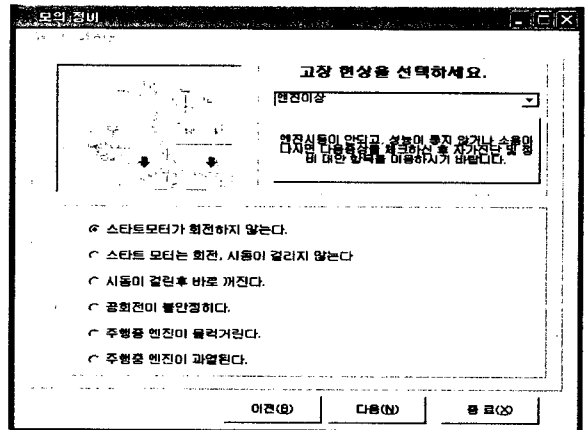 모의 정비
고장 현상을 선택하세요.
엔진이상
엔진시동이 안되고, 성능이 좋지 않거나 소음이
나시면 다음증상을 체크하신 후 자가진단 및 정
비 대안 항목을 이용하시기 바랍니다.
스타트모터가 회전하지 않는다.
스타트 모터는 회전, 시동이 걸리지 않는다
시동이 걸린후 바로 꺼진다.
공회전이 불안정하다.
주행중 엔진이 울컥거린다.
주행중 엔진이 과열된다.
이전(B)
다음(N)
종 료(X)